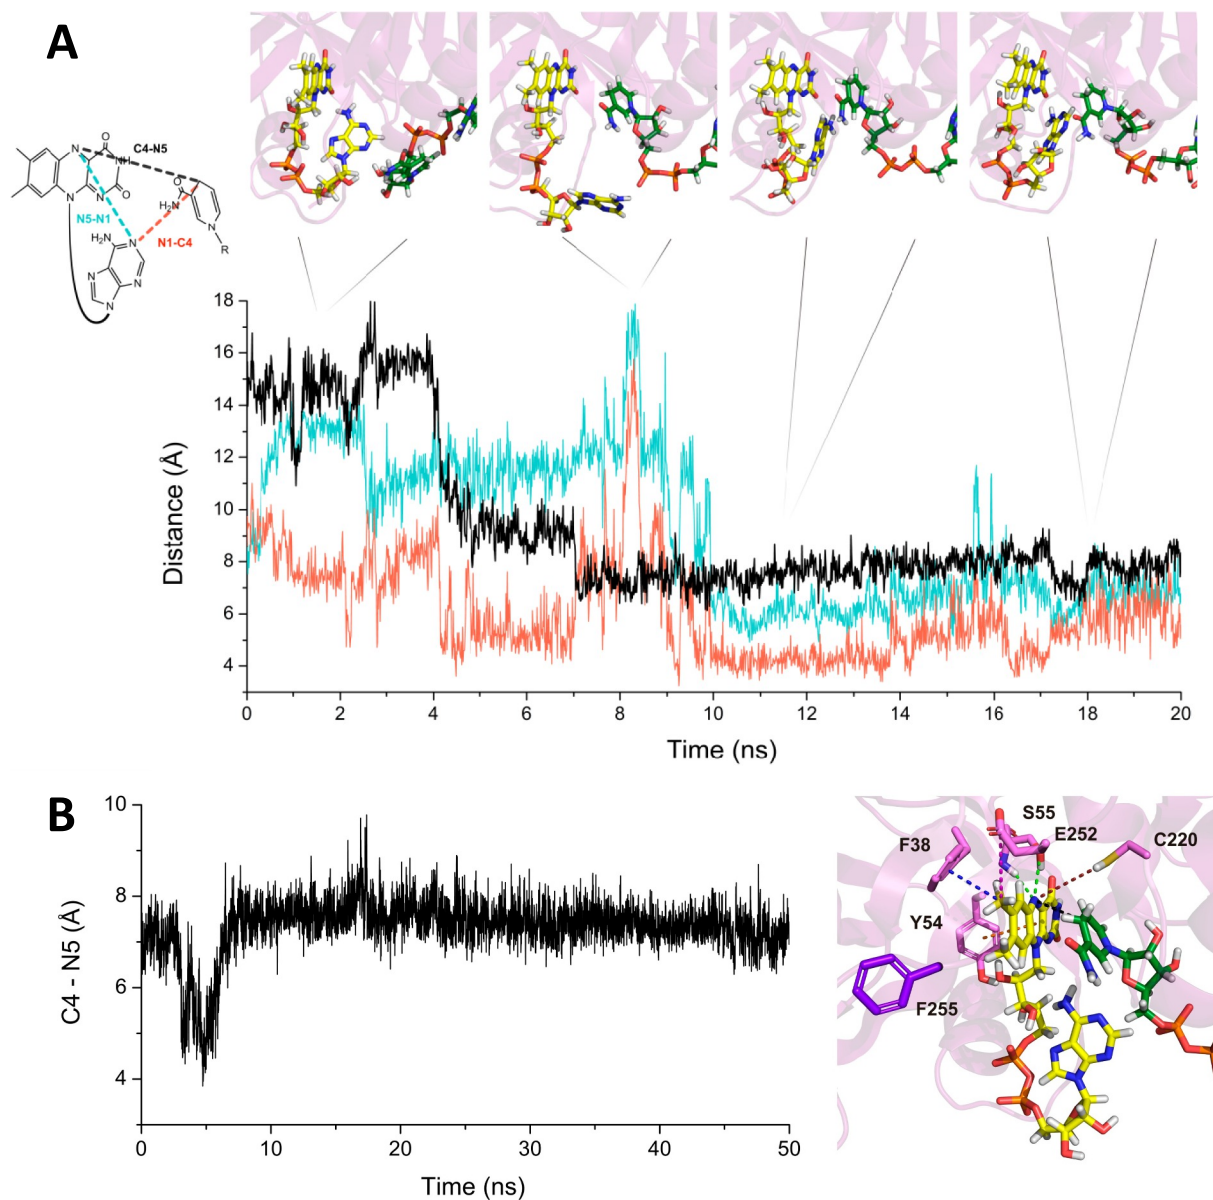 A
N
O
NH
C4-N5
N
N
O
N5-N1
O
H₂N
N1-C4
N
R
H₂N
N
N
N
N
18
16
14
12
10
8
6
4
Distance (Å)
0 2 4 6 8 10 12 14 16 18 20
Time (ns)
B
10
8
6
4
C4 - N5 (Å)
0 10 20 30 40 50
Time (ns)
S55
E252
F38
C220
Y54
F255